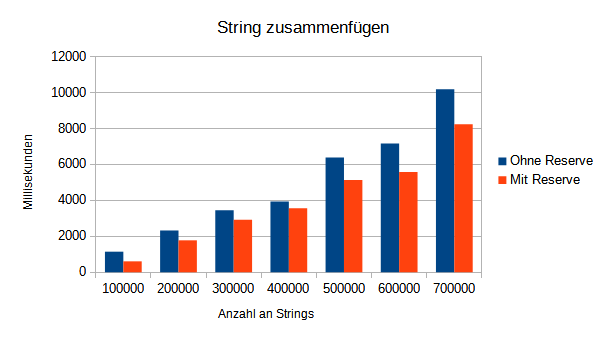 String zusammenfügen
12000
10000
8000
6000
4000
2000
0
Millisekunden
100000 200000 300000 400000 500000 600000 700000
Anzahl an Strings
Ohne Reserve
Mit Reserve